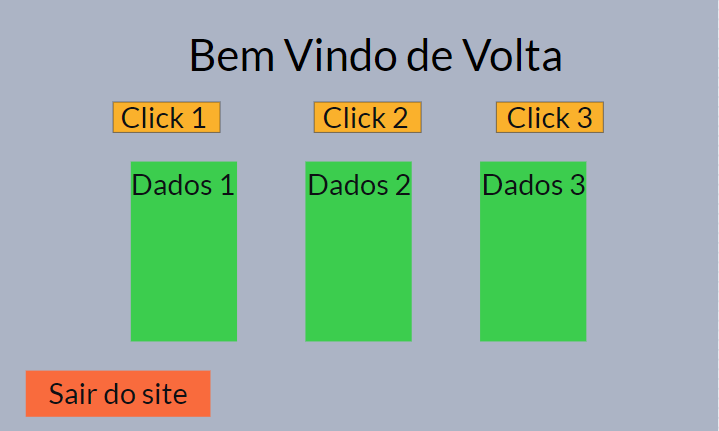 Bem Vindo de Volta
Click 1
Click 2
Click 3
Dados 1
Dados 2
Dados 3
Sair do site